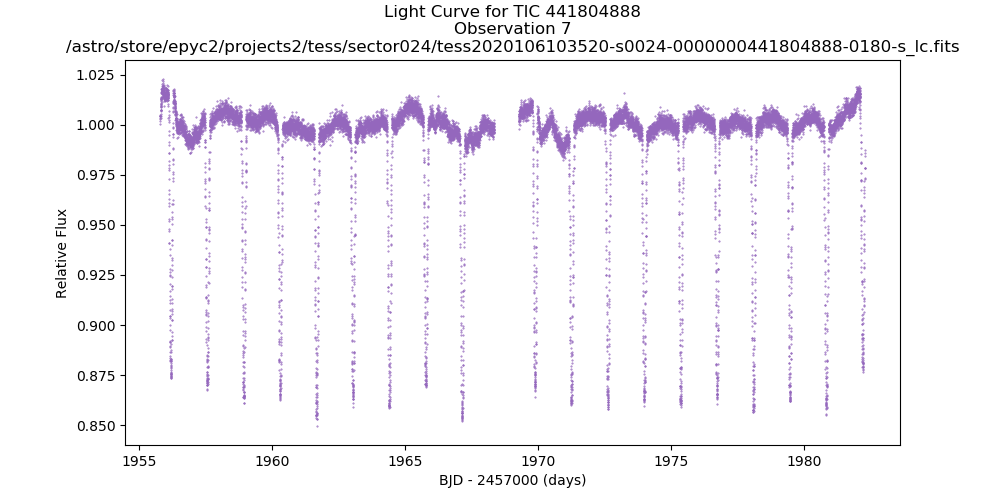 Light Curve for TIC 441804888
Observation 7
/astro/store/epyc2/projects2/tess/sector024/tess2020106103520-s0024-0000000441804888-0180-s_lc.fits
1.025
1.000
0.975
0.950
0.925
0.900
0.875
0.850
Relative Flux
1955 1960 1965 1970 1975 1980
BJD - 2457000 (days)